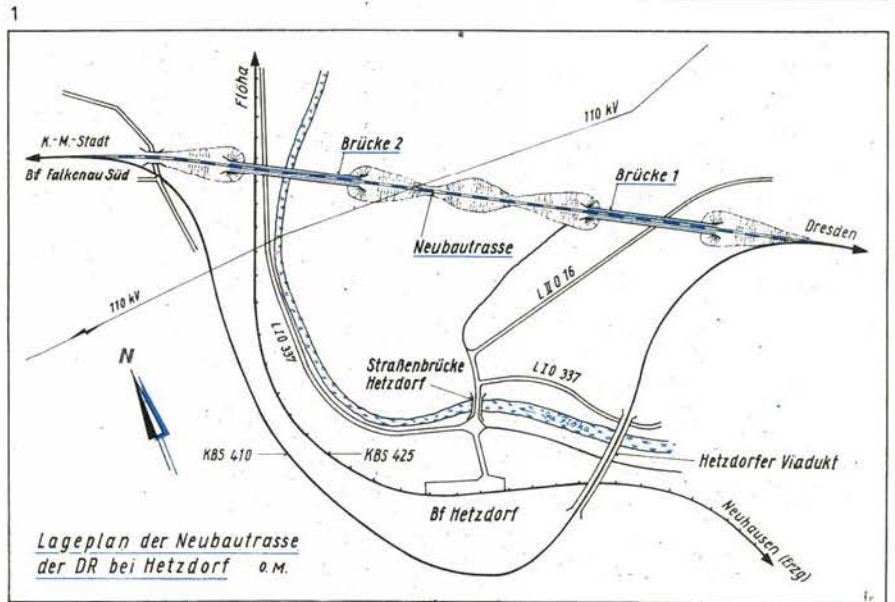 1
Flöha
110 kV
K.-M.-Stadt
Bf Falkenau Süd
Brücke 2
Brücke 1
Dresden
Neubautrasse
L II O 16
110 kV
N
L I O 337
Straßenbrücke
Hetzdorf
L I O 337
Flöha
KBS 410
KBS 425
Hetzdorfer Viadukt
Bf Hetzdorf
Neuhausen (Erzg)
Lageplan der Neubautrasse
der DR bei Hetzdorf o.M.